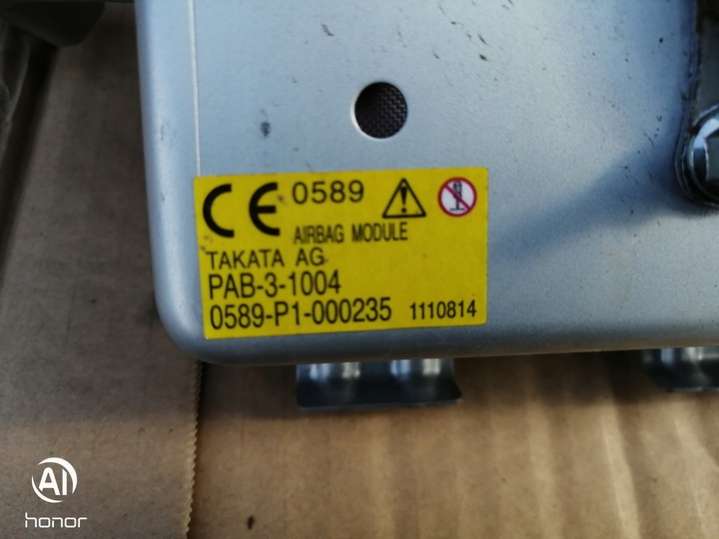 CE 0589
AIRBAG MODULE
TAKATA AG
PAB-3-1004
0589-P1-000235 1110814
AI
honor